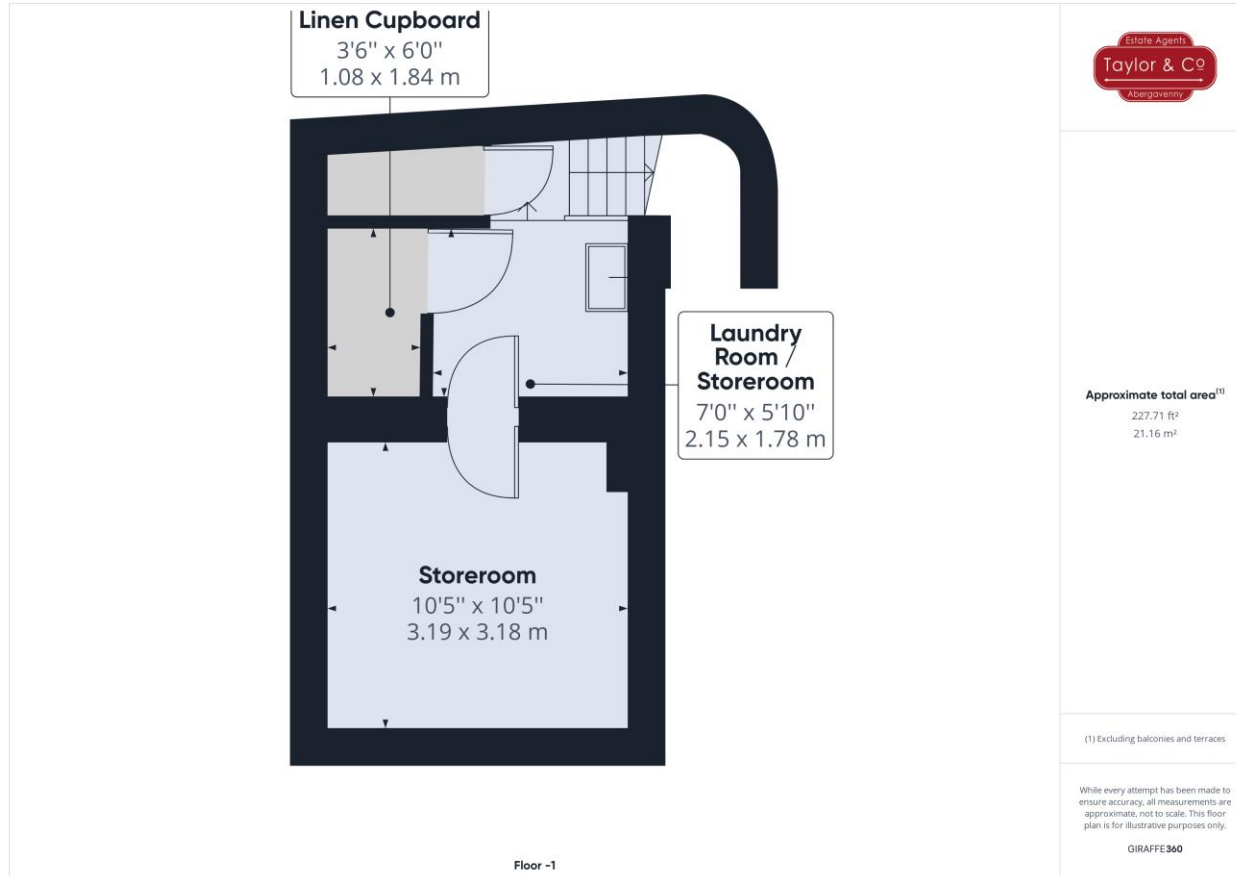 Linen Cupboard
3'6'' x 6'0''
1.08 x 1.84 m
Laundry
Room /
Storeroom
7'0'' x 5'10''
2.15 x 1.78 m
Storeroom
10'5'' x 10'5''
3.19 x 3.18 m
Floor -1
Estate Agents
Taylor & Co
Abergavenny
Approximate total area(1)
227.71 ft²
21.16 m²
(1) Excluding balconies and terraces
While every attempt has been made to
ensure accuracy, all measurements are
approximate, not to scale. This floor
plan is for illustrative purposes only.
GIRAFFE360